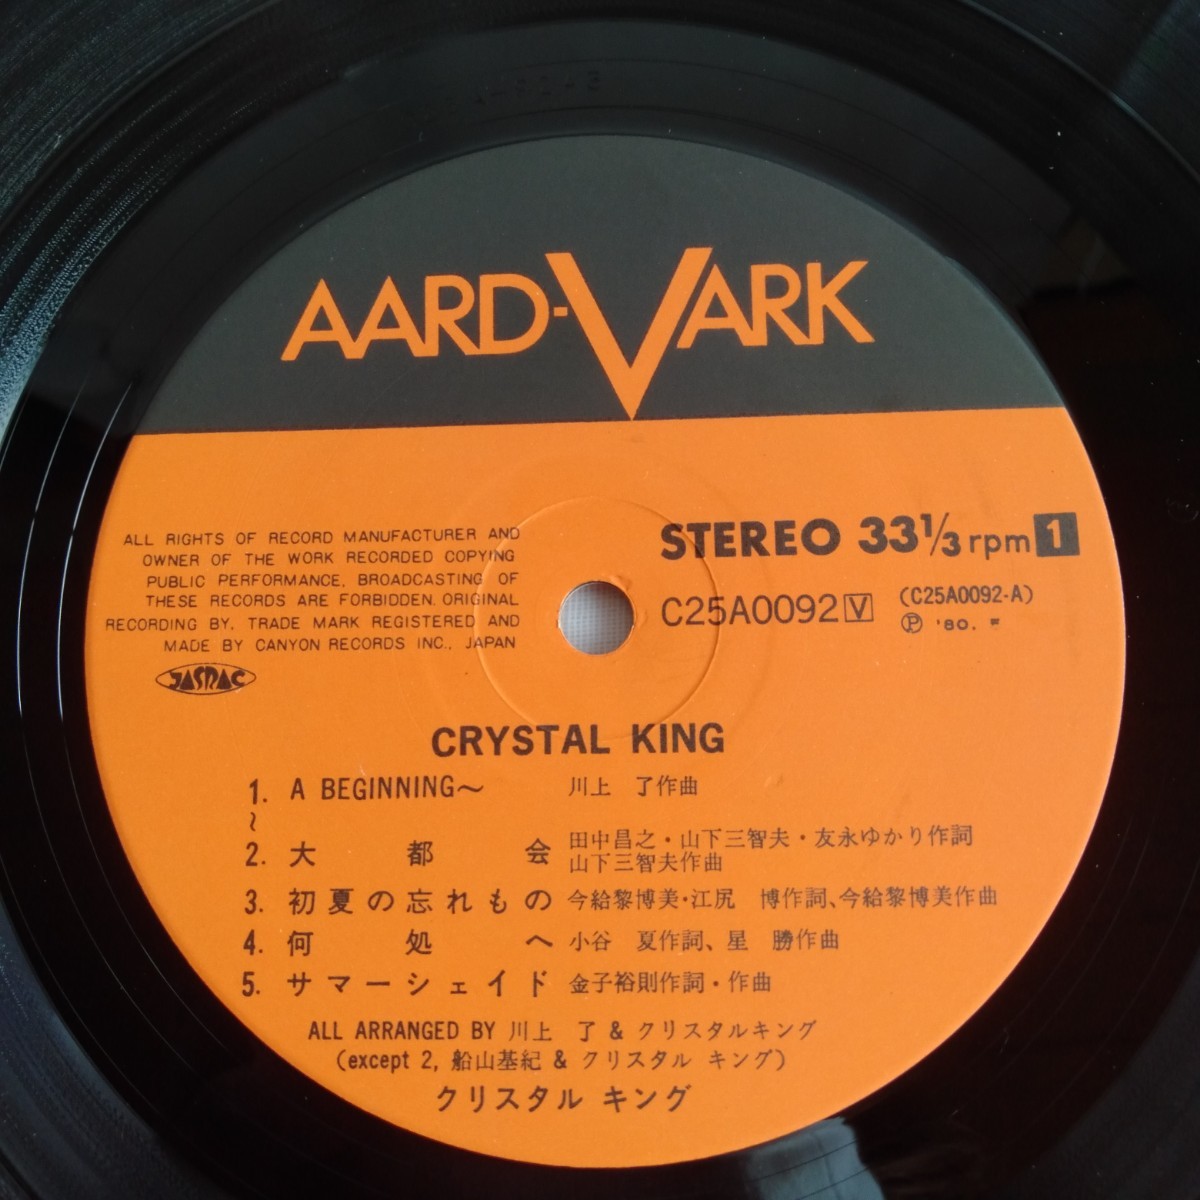 AARD-VARK
ALL RIGHTS OF RECORD MANUFACTURER AND
OWNER OF THE WORK RECORDED COPYING
PUBLIC PERFORMANCE, BROADCASTING OF
THESE RECORDS ARE FORBIDDEN. ORIGINAL
RECORDING BY, TRADE MARK REGISTERED AND
MADE BY CANYON RECORDS INC., JAPAN
JASRAC
STEREO 33⅓ rpm 1
C25A0092 V (C25A0092-A)
Ⓟ '80.
CRYSTAL KING
1. A BEGINNING〜 川上 了作曲
〜
2. 大都会 田中昌之・山下三智夫・友永ゆかり作詞
山下三智夫作曲
3. 初夏の忘れもの 今給黎博美・江尻 博作詞、今給黎博美作曲
4. 何処へ 小谷 夏作詞、星 勝作曲
5. サマーシェイド 金子裕則作詞・作曲
ALL ARRANGED BY 川上 了 & クリスタルキング
(except 2, 船山基紀 & クリスタル キング)
クリスタル キング